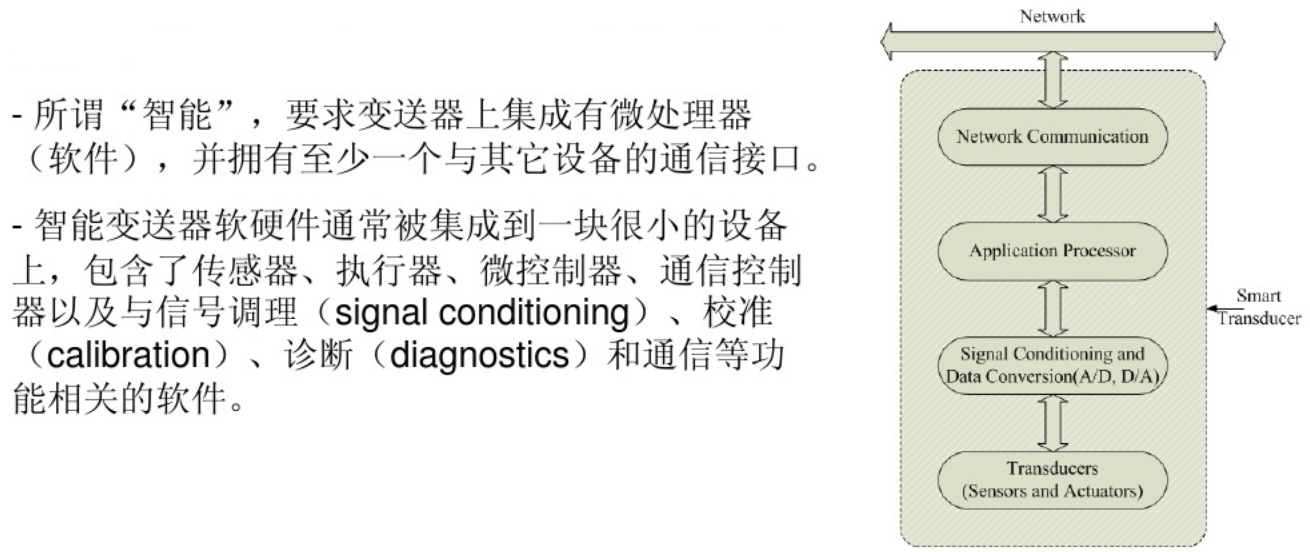 - 所谓“智能”，要求变送器上集成有微处理器
（软件），并拥有至少一个与其它设备的通信接口。
- 智能变送器软硬件通常被集成到一块很小的设备
上，包含了传感器、执行器、微控制器、通信控制
器以及与信号调理（signal conditioning）、校准
（calibration）、诊断（diagnostics）和通信等功
能相关的软件。
Network
Network Communication
Application Processor
Signal Conditioning and
Data Conversion(A/D, D/A)
Transducers
(Sensors and Actuators)
Smart
Transducer